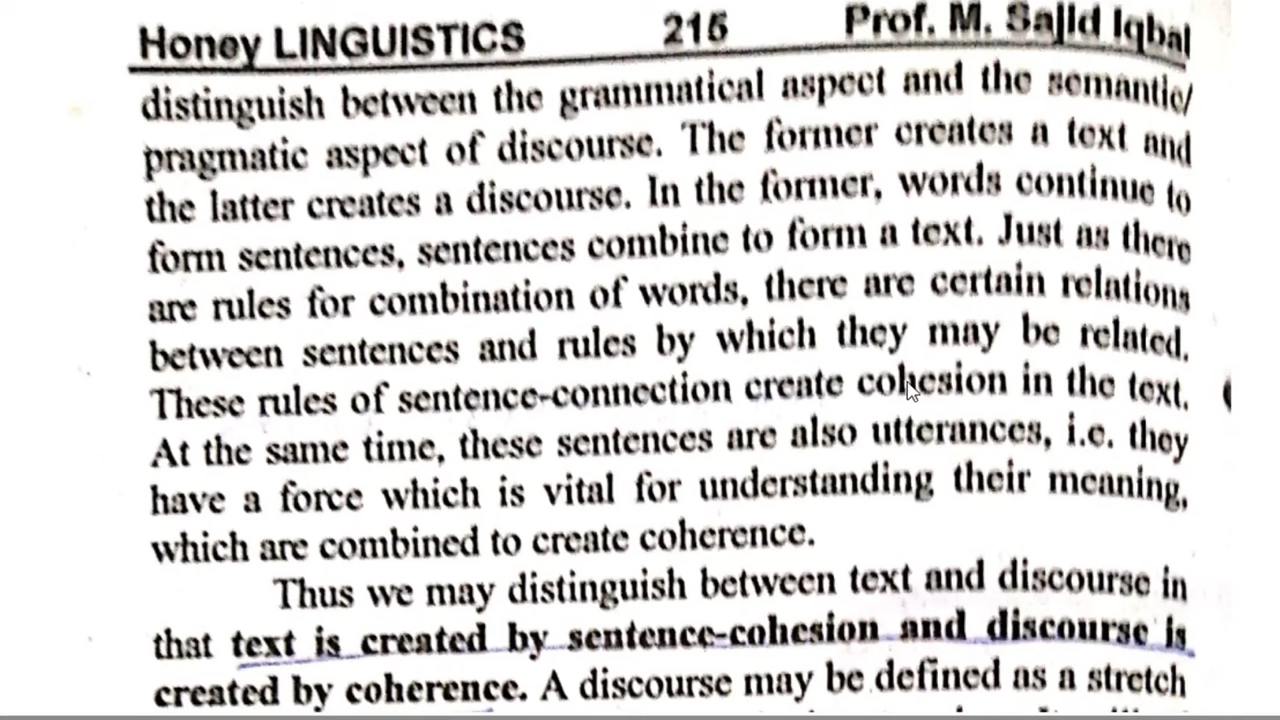 Honey LINGUISTICS 215 Prof. M. Sajid Iqbal
distinguish between the grammatical aspect and the semantic/
pragmatic aspect of discourse. The former creates a text and
the latter creates a discourse. In the former, words continue to
form sentences, sentences combine to form a text. Just as there
are rules for combination of words, there are certain relations
between sentences and rules by which they may be related.
These rules of sentence-connection create cohesion in the text.
At the same time, these sentences are also utterances, i.e. they
have a force which is vital for understanding their meaning,
which are combined to create coherence.
Thus we may distinguish between text and discourse in
that text is created by sentence-cohesion and discourse is
created by coherence. A discourse may be defined as a stretch